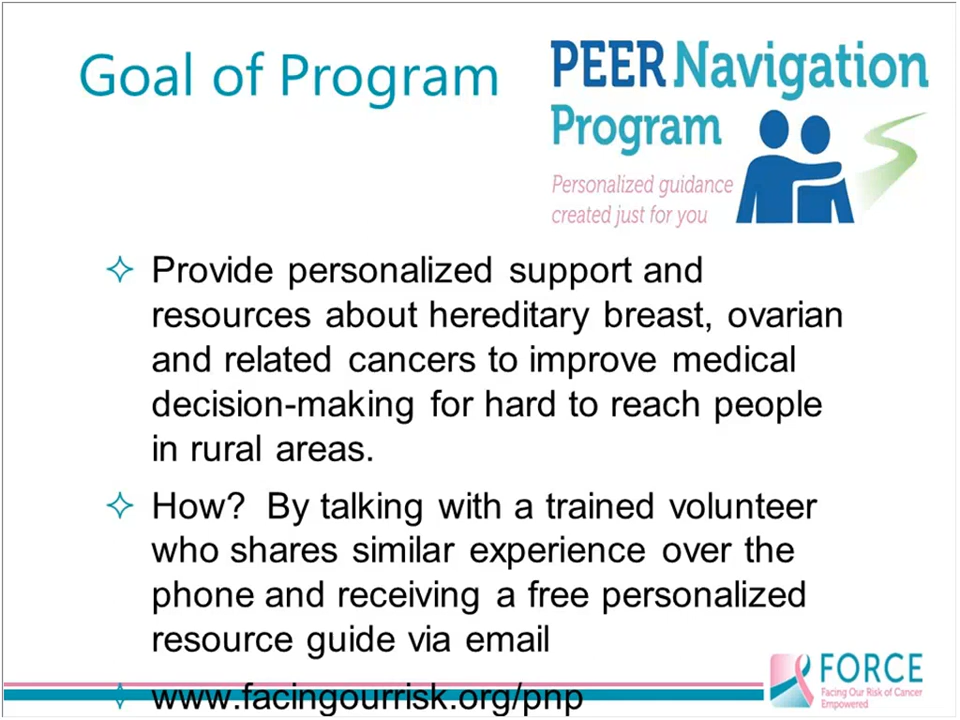 Goal of Program
PEER Navigation
Program
Personalized guidance
created just for you
Provide personalized support and
resources about hereditary breast, ovarian
and related cancers to improve medical
decision-making for hard to reach people
in rural areas.
How? By talking with a trained volunteer
who shares similar experience over the
phone and receiving a free personalized
resource guide via email
www.facingourrisk.org/pnp
FORCE
Facing Our Risk of Cancer
Empowered